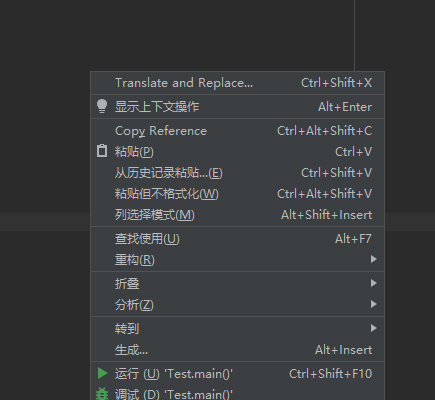 Translate and Replace... Ctrl+Shift+X
显示上下文操作 Alt+Enter
Copy Reference Ctrl+Alt+Shift+C
粘贴(P) Ctrl+V
从历史记录粘贴...(E) Ctrl+Shift+V
粘贴但不格式化(W) Ctrl+Alt+Shift+V
列选择模式(M) Alt+Shift+Insert
查找使用(U) Alt+F7
重构(R)
折叠
分析(Z)
转到
生成... Alt+Insert
运行 (U) 'Test.main()' Ctrl+Shift+F10
调试 (D) 'Test.main()'